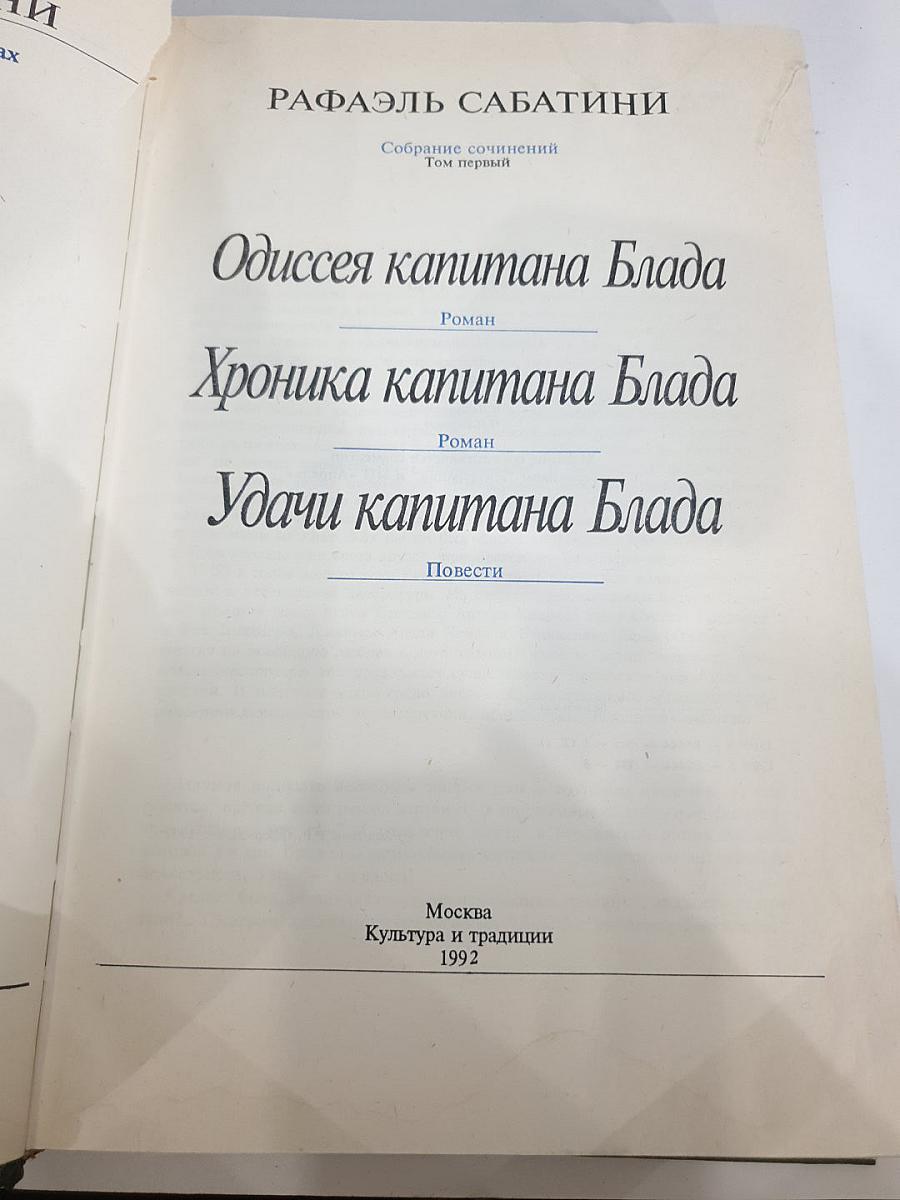 ах
РАФАЭЛЬ САБАТИНИ
Собрание сочинений
Том первый
Одиссея капитана Блада
Роман
Хроника капитана Блада
Роман
Удачи капитана Блада
Повести
Москва
Культура и традиции
1992